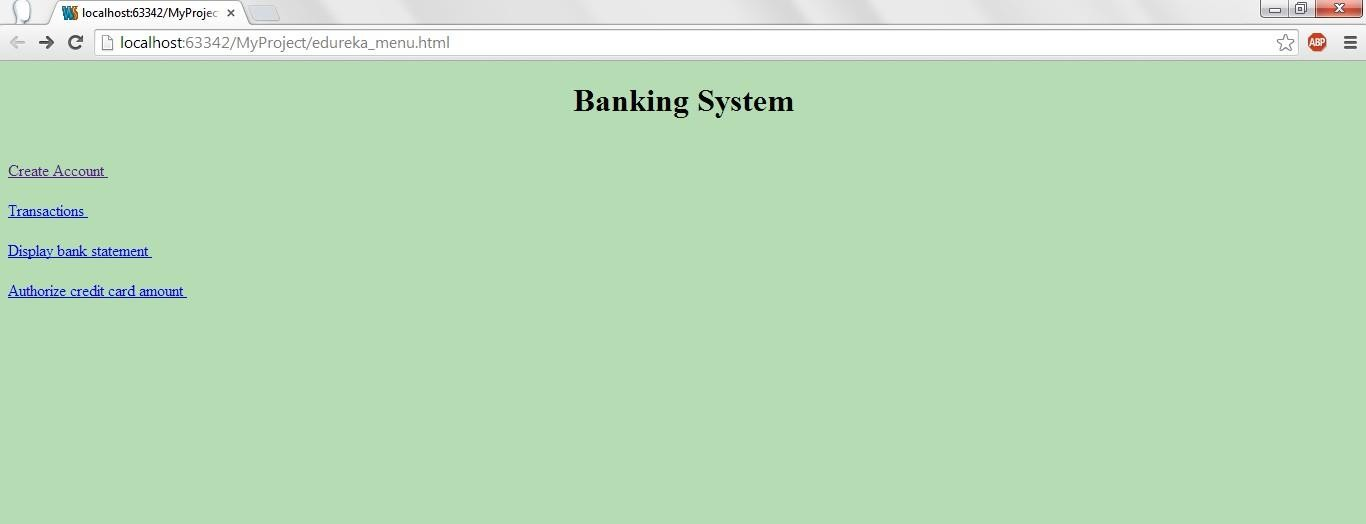 localhost:63342/MyProjec
localhost:63342/MyProject/edureka_menu.html
ABP
Banking System
Create Account
Transactions
Display bank statement
Authorize credit card amount